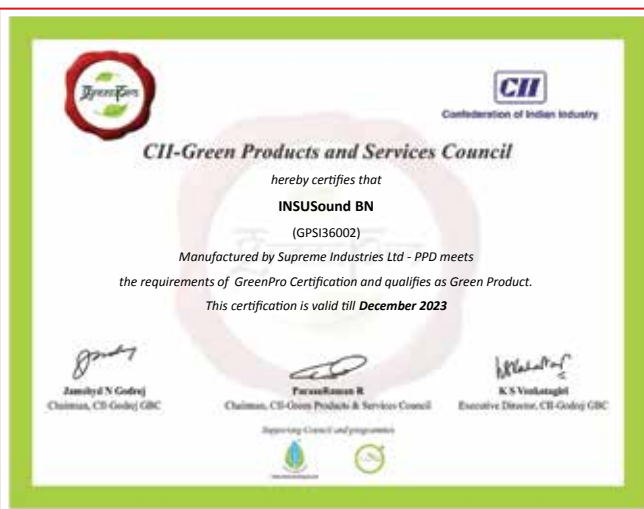 GreenPro
CII
Confederation of Indian Industry
CII-Green Products and Services Council
hereby certifies that
INSUSound BN
(GPSI36002)
Manufactured by Supreme Industries Ltd - PPD meets
the requirements of GreenPro Certification and qualifies as Green Product.
This certification is valid till December 2023
Jamshyd N Godrej
Chairman, CII-Godrej GBC
ParasuRaman R
Chairman, CII-Green Products & Services Council
K S Venkatagiri
Executive Director, CII-Godrej GBC
Supporting Council and programmes